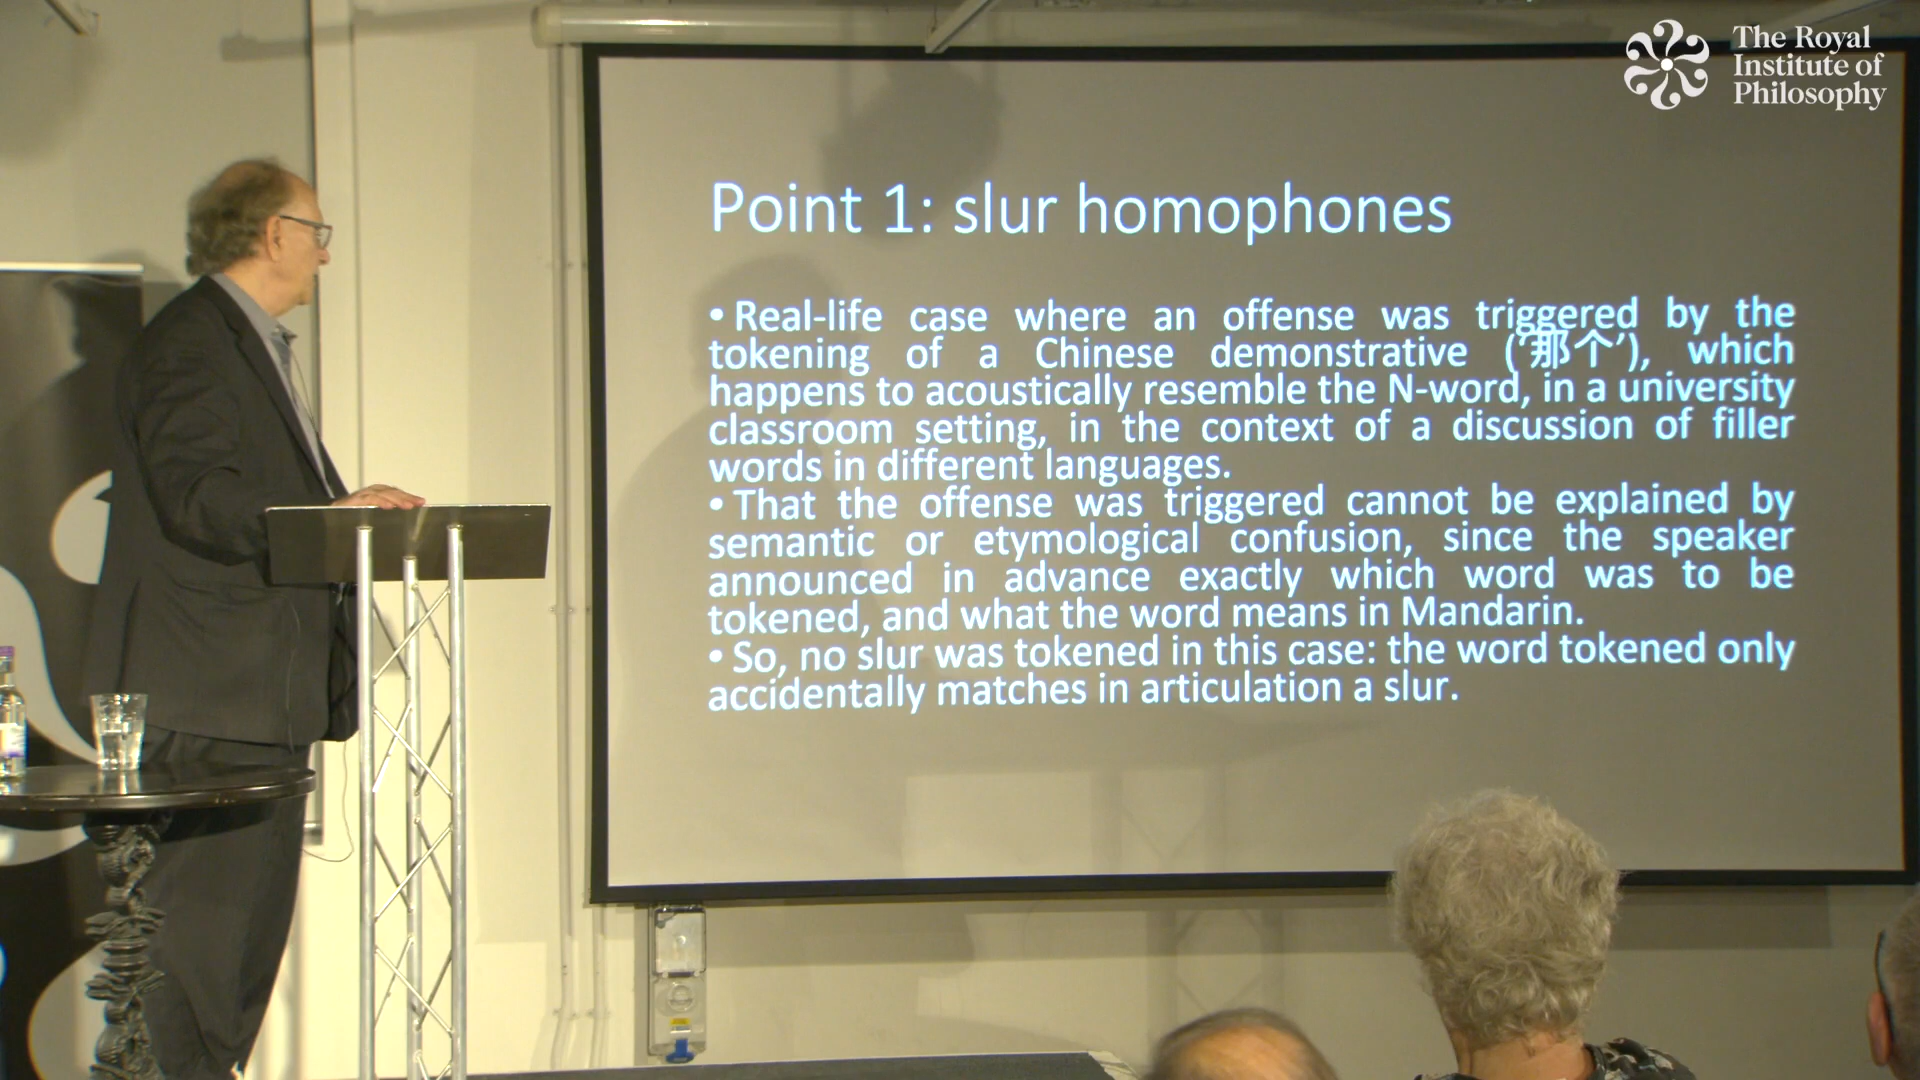 The Royal
Institute of
Philosophy
Point 1: slur homophones
• Real-life case where an offense was triggered by the
tokening of a Chinese demonstrative (‘那个’), which
happens to acoustically resemble the N-word, in a university
classroom setting, in the context of a discussion of filler
words in different languages.
• That the offense was triggered cannot be explained by
semantic or etymological confusion, since the speaker
announced in advance exactly which word was to be
tokened, and what the word means in Mandarin.
• So, no slur was tokened in this case: the word tokened only
accidentally matches in articulation a slur.